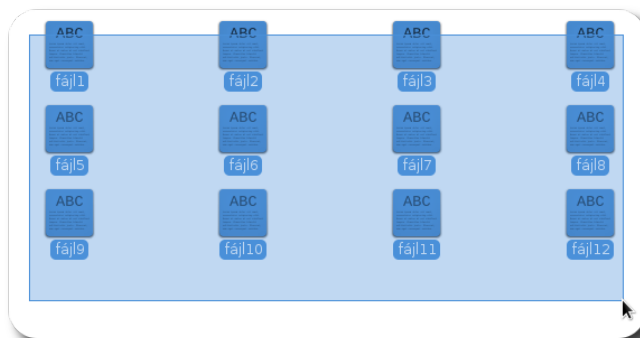 ABC ABC ABC ABC
fájl1 fájl2 fájl3 fájl4
ABC ABC ABC ABC
fájl5 fájl6 fájl7 fájl8
ABC ABC ABC ABC
fájl9 fájl10 fájl11 fájl12